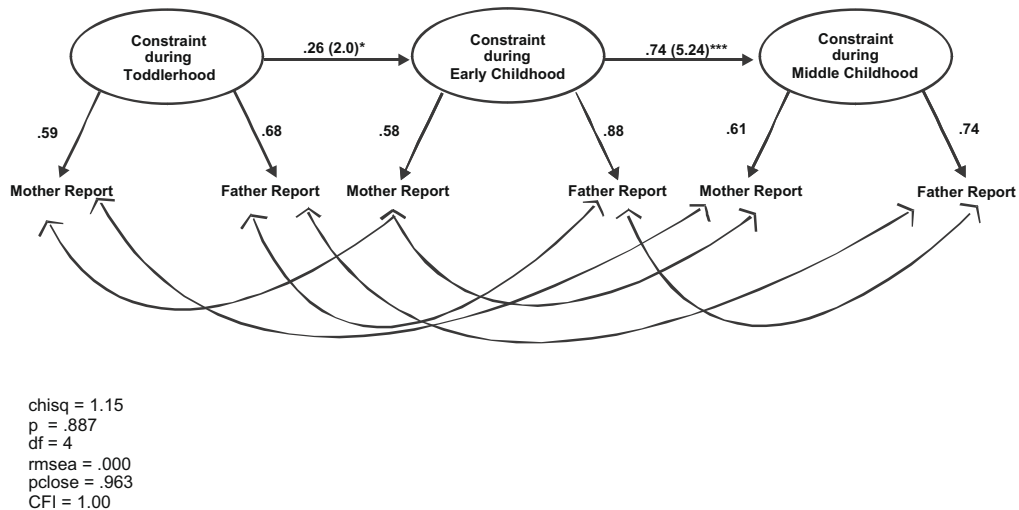 Constraint
during
Toddlerhood
.26 (2.0)*
Constraint
during
Early Childhood
.74 (5.24)***
Constraint
during
Middle Childhood
.59
.68
.58
.88
.61
.74
Mother Report
Father Report
Mother Report
Father Report
Mother Report
Father Report
chisq = 1.15
p = .887
df = 4
rmsea = .000
pclose = .963
CFI = 1.00